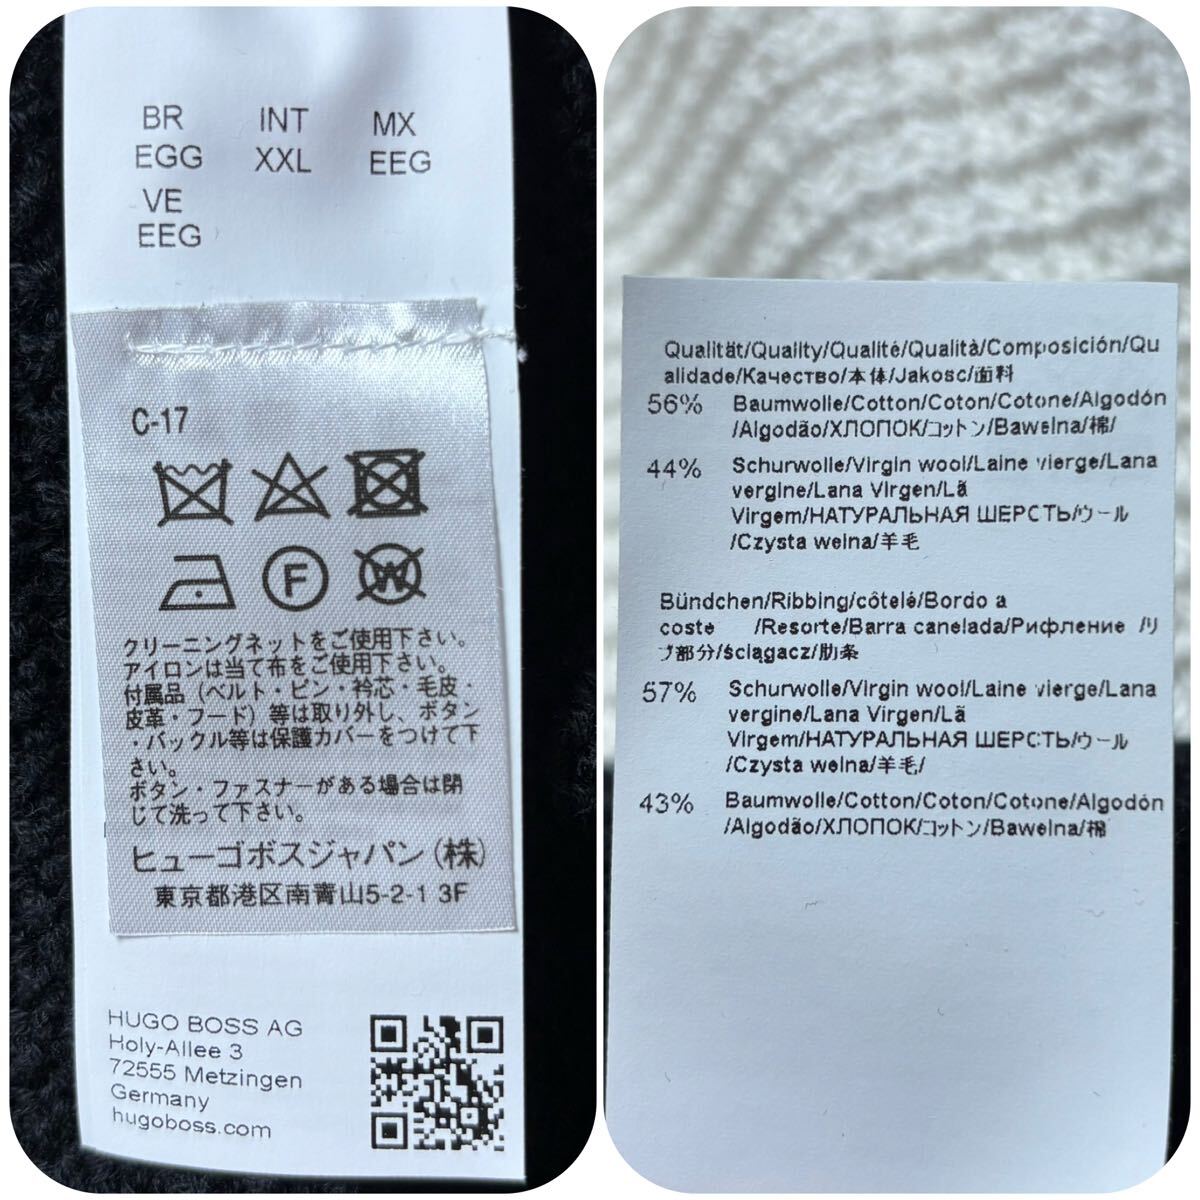 BR INT MX
EGG XXL EEG
VE
EEG
C-17
F
W
クリーニングネットをご使用下さい。
アイロンは当て布をご使用下さい。
付属品（ベルト・ピン・衿芯・毛皮・
皮革・フード）等は取り外し、ボタン
・バックル等は保護カバーをつけて下
さい。
ボタン・ファスナーがある場合は閉
じて洗って下さい。
ヒューゴボスジャパン（株）
東京都港区南青山5-2-1 3F
HUGO BOSS AG
Holy-Allee 3
72555 Metzingen
Germany
hugoboss.com
Qualität/Quality/Qualité/Qualità/Composición/Qu
alidade/Качество/本体/Jakosc/面料
56% Baumwolle/Cotton/Coton/Cotone/Algodón
/Algodão/ХЛОПОК/コットン/Bawelna/棉/
44% Schurwolle/Virgin wool/Laine vierge/Lana
vergine/Lana Virgen/Lã
Virgem/НАТУРАЛЬНАЯ ШЕРСТЬ/ウール
/Czysta welna/羊毛
Bündchen/Ribbing/côtelé/Bordo a
coste /Resorte/Barra canelada/Рифление /リ
ブ部分/ściągacz/肋条
57% Schurwolle/Virgin wool/Laine vierge/Lana
vergine/Lana Virgen/Lã
Virgem/НАТУРАЛЬНАЯ ШЕРСТЬ/ウール
/Czysta welna/羊毛/
43% Baumwolle/Cotton/Coton/Cotone/Algodón
/Algodão/ХЛОПОК/コットン/Bawelna/棉